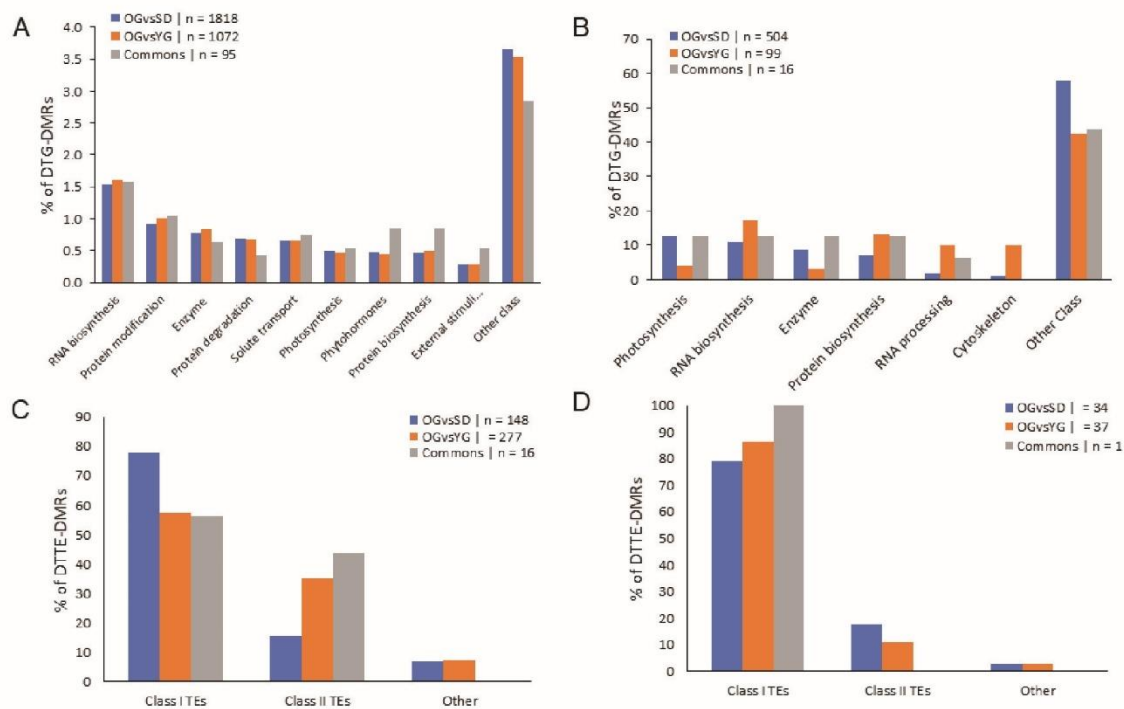 A
OGvsSD | n = 1818
OGvsYG | n = 1072
Commons | n = 95
% of DTG-DMRs
4.0
3.5
3.0
2.5
2.0
1.5
1.0
0.5
0.0
RNA biosynthesis
Protein modification
Enzyme
Protein degradation
Solute transport
Photosynthesis
Phytohormones
Protein biosynthesis
External stimuli...
Other class
B
OGvsSD | n = 504
OGvsYG | n = 99
Commons | n = 16
% of DTG-DMRs
70
60
50
40
30
20
10
0
Photosynthesis
RNA biosynthesis
Enzyme
Protein biosynthesis
RNA processing
Cytoskeleton
Other Class
C
OGvsSD | n = 148
OGvsYG | = 277
Commons | n = 16
% of DTTE-DMRs
90
80
70
60
50
40
30
20
10
0
Class I TEs
Class II TEs
Other
D
OGvsSD | = 34
OGvsYG | = 37
Commons | n = 1
% of DTTE-DMRs
100
90
80
70
60
50
40
30
20
10
0
Class I TEs
Class II TEs
Other